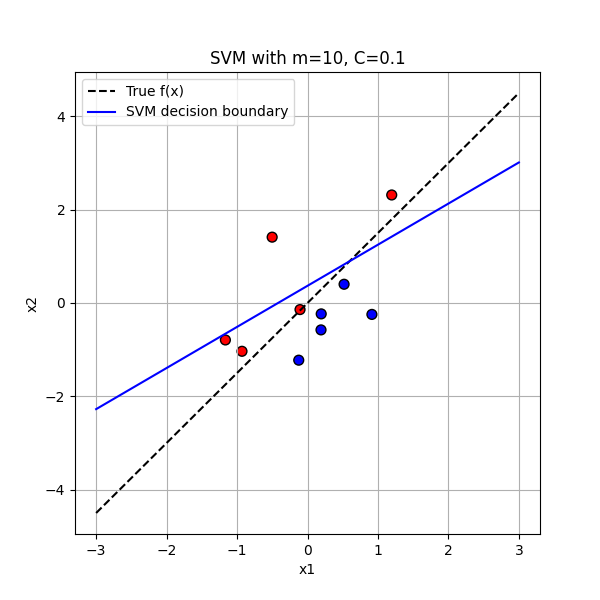 SVM with m=10, C=0.1
True f(x)
SVM decision boundary
x2
4
2
0
−2
−4
−3
−2
−1
0
1
2
3
x1